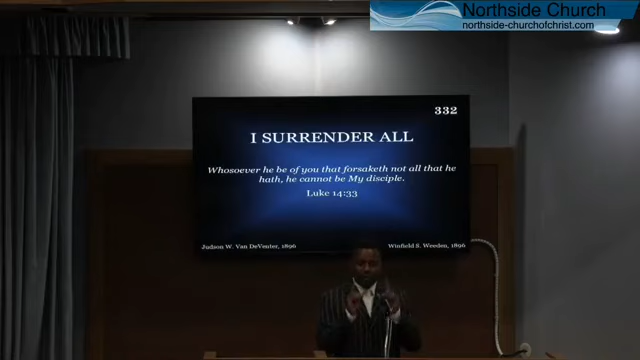 Northside Church
northside-churchofchrist.com
332
I SURRENDER ALL
Whosoever he be of you that forsaketh not all that he
hath, he cannot be My disciple.
Luke 14:33
Judson W. Van DeVenter, 1896
Winfield S. Weeden, 1896